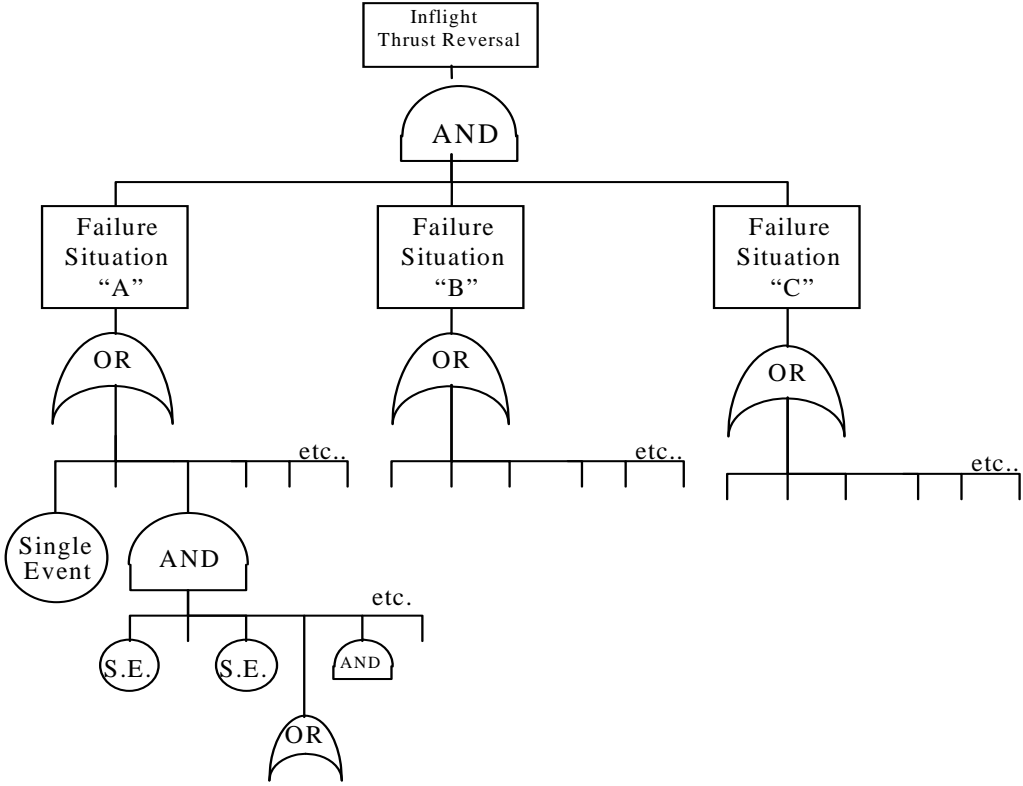 Inflight
Thrust Reversal
AND
Failure
Situation
“A”
Failure
Situation
“B”
Failure
Situation
“C”
OR
OR
OR
etc..
etc..
etc..
Single
Event
AND
etc.
S.E.
S.E.
AND
OR